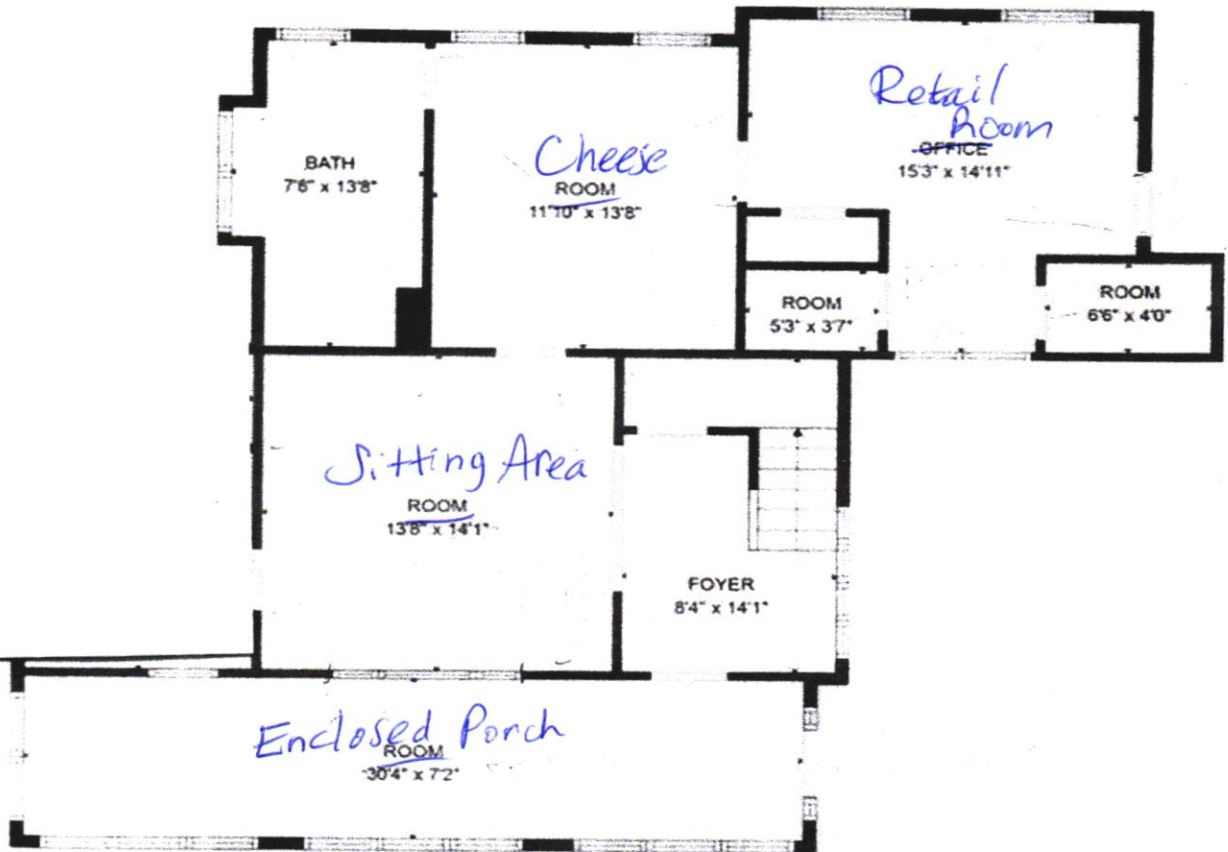 Retail
Room
OFFICE
15'3" x 14'11"
Cheese
ROOM
11'10" x 13'8"
BATH
7'6" x 13'8"
ROOM
5'3" x 3'7"
ROOM
6'6" x 4'0"
Sitting Area
ROOM
13'8" x 14'1"
FOYER
8'4" x 14'1"
Enclosed Porch
ROOM
30'4" x 7'2"